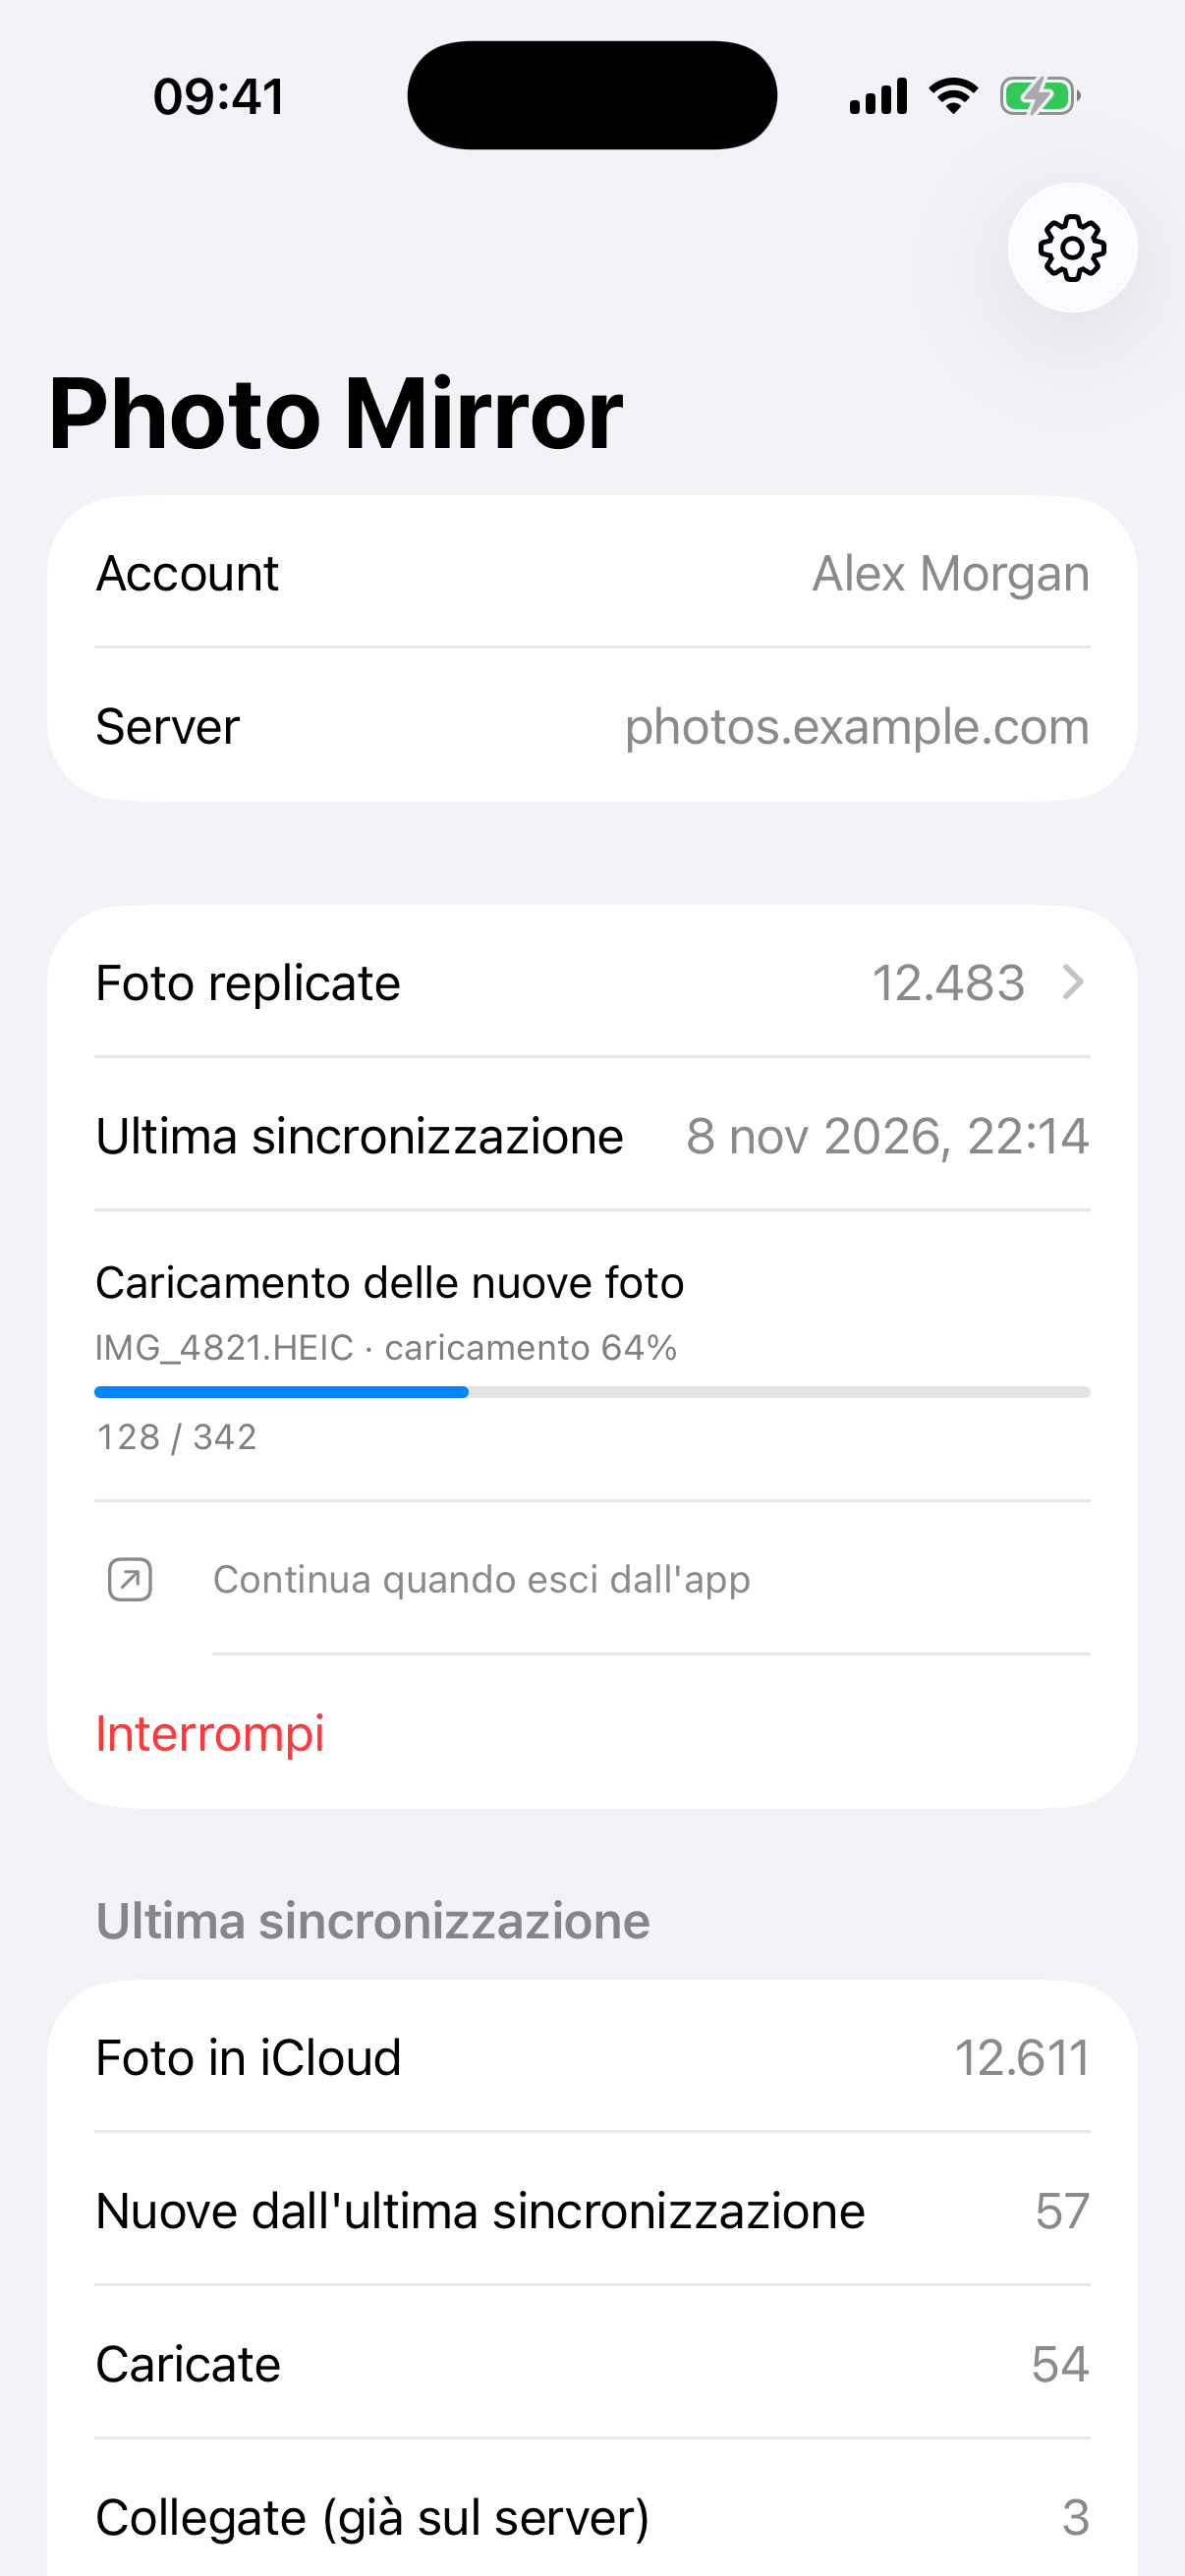 09:41
Photo Mirror
Account Alex Morgan
Server photos.example.com
Foto replicate 12.483
Ultima sincronizzazione 8 nov 2026, 22:14
Caricamento delle nuove foto
IMG_4821.HEIC · caricamento 64%
128 / 342
Continua quando esci dall'app
Interrompi
Ultima sincronizzazione
Foto in iCloud 12.611
Nuove dall'ultima sincronizzazione 57
Caricate 54
Collegate (già sul server) 3